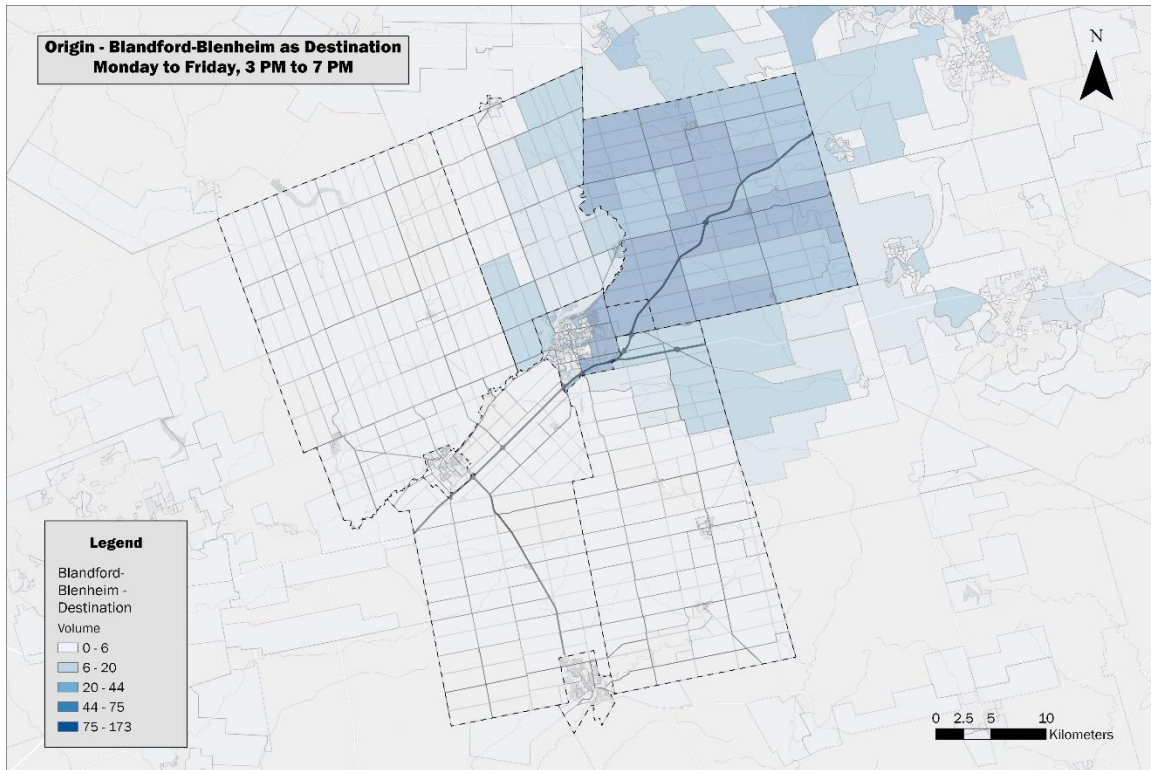 Origin - Blandford-Blenheim as Destination
Monday to Friday, 3 PM to 7 PM
N
Legend
Blandford-
Blenheim -
Destination
Volume
0 - 6
6 - 20
20 - 44
44 - 75
75 - 173
0 2.5 5 10
Kilometers